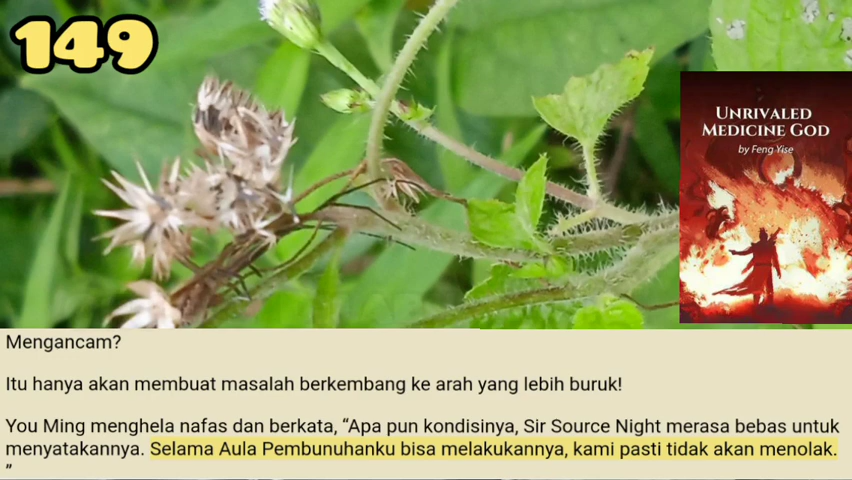 149
UNRIVALED
MEDICINE GOD
by Feng Yise
Mengancam?
Itu hanya akan membuat masalah berkembang ke arah yang lebih buruk!
You Ming menghela nafas dan berkata, “Apa pun kondisinya, Sir Source Night merasa bebas untuk
menyatakannya. Selama Aula Pembunuhanku bisa melakukannya, kami pasti tidak akan menolak.
”